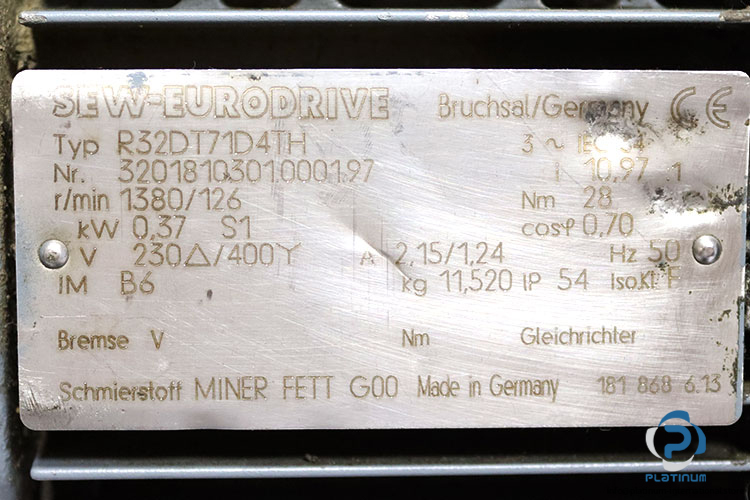 SEW-EURODRIVE Bruchsal/Germany CE
Typ R32DT71D4TH 3 ~ IEC 34
Nr. 3201810301.0001.97 i 10,97 :1
r/min 1380/126 Nm 28
kW 0,37 S1 cosφ 0,70
V 230△/400Y A 2,15/1,24 Hz 50
IM B6 kg 11,520 IP 54 Iso.Kl. F
Bremse V Nm Gleichrichter
Schmierstoff MINER FETT G00 Made in Germany 181 868 6.13
PLATINUM